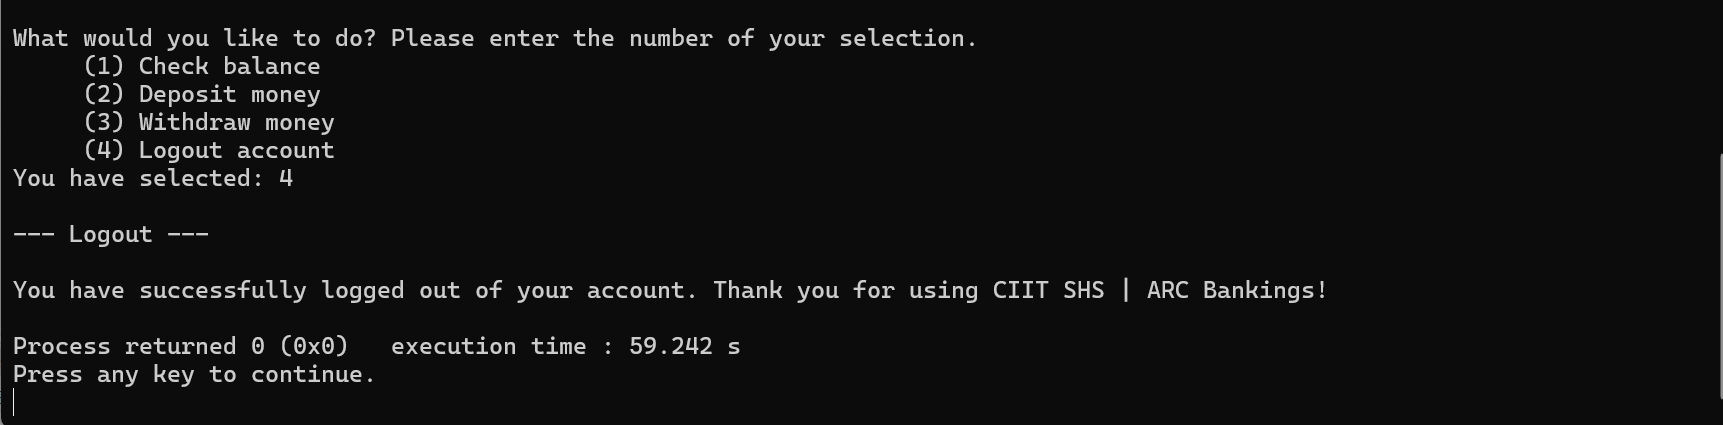 What would you like to do? Please enter the number of your selection.
(1) Check balance
(2) Deposit money
(3) Withdraw money
(4) Logout account
You have selected: 4
--- Logout ---
You have successfully logged out of your account. Thank you for using CIIT SHS | ARC Bankings!
Process returned 0 (0x0)   execution time : 59.242 s
Press any key to continue.